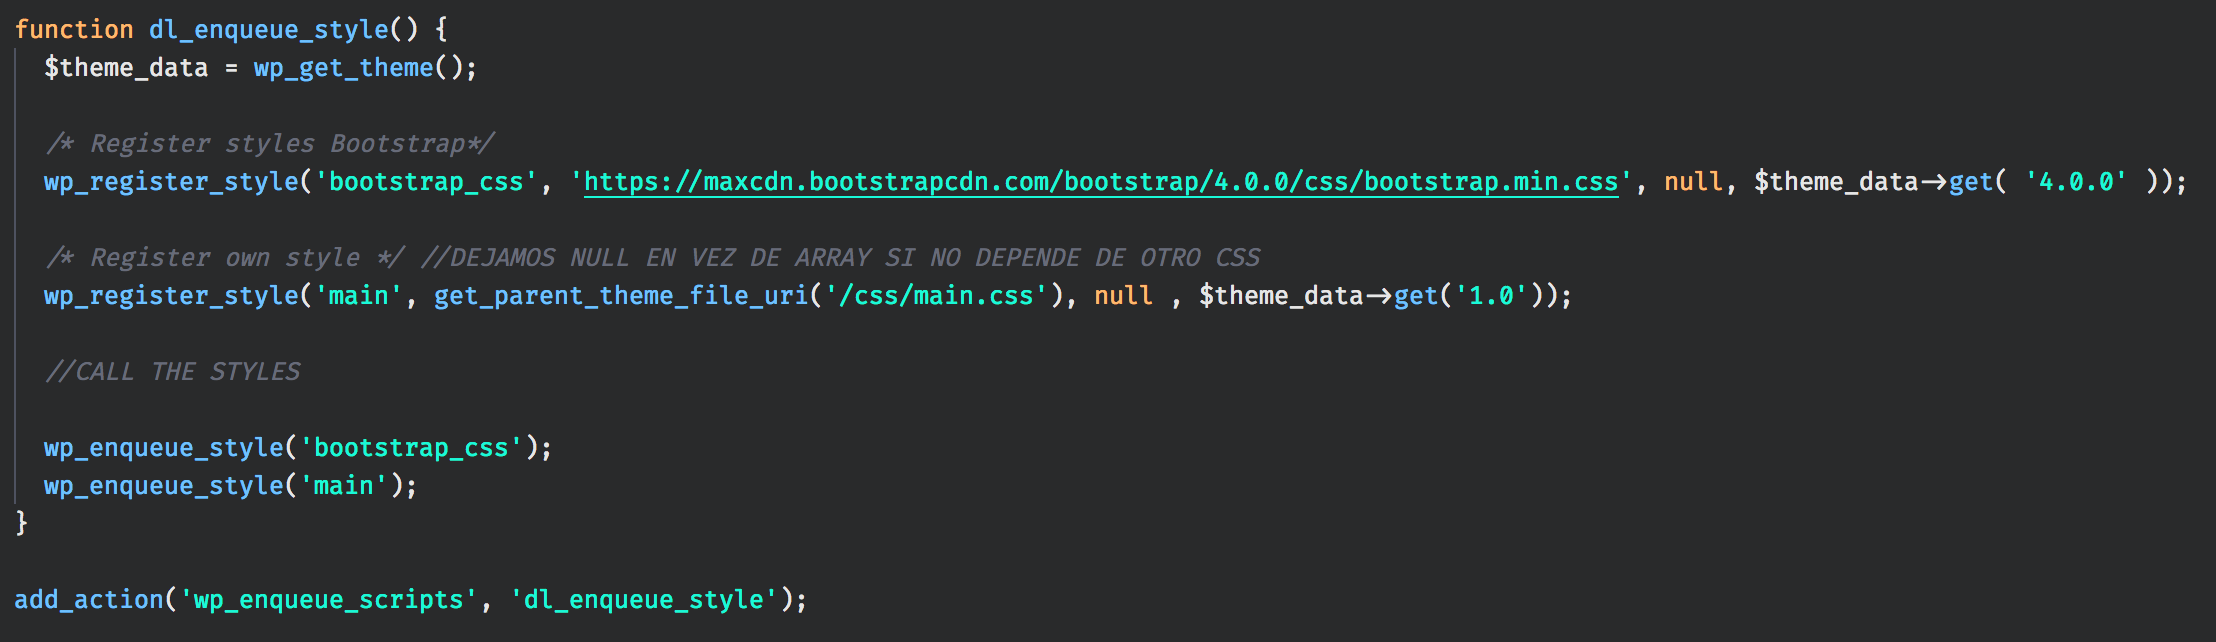 function dl_enqueue_style() {
  $theme_data = wp_get_theme();
  /* Register styles Bootstrap*/
  wp_register_style('bootstrap_css', 'https://maxcdn.bootstrapcdn.com/bootstrap/4.0.0/css/bootstrap.min.css', null, $theme_data->get( '4.0.0' ));
  /* Register own style */ //DEJAMOS NULL EN VEZ DE ARRAY SI NO DEPENDE DE OTRO CSS
  wp_register_style('main', get_parent_theme_file_uri('/css/main.css'), null , $theme_data->get('1.0'));
  //CALL THE STYLES
  wp_enqueue_style('bootstrap_css');
  wp_enqueue_style('main');
}
add_action('wp_enqueue_scripts', 'dl_enqueue_style');